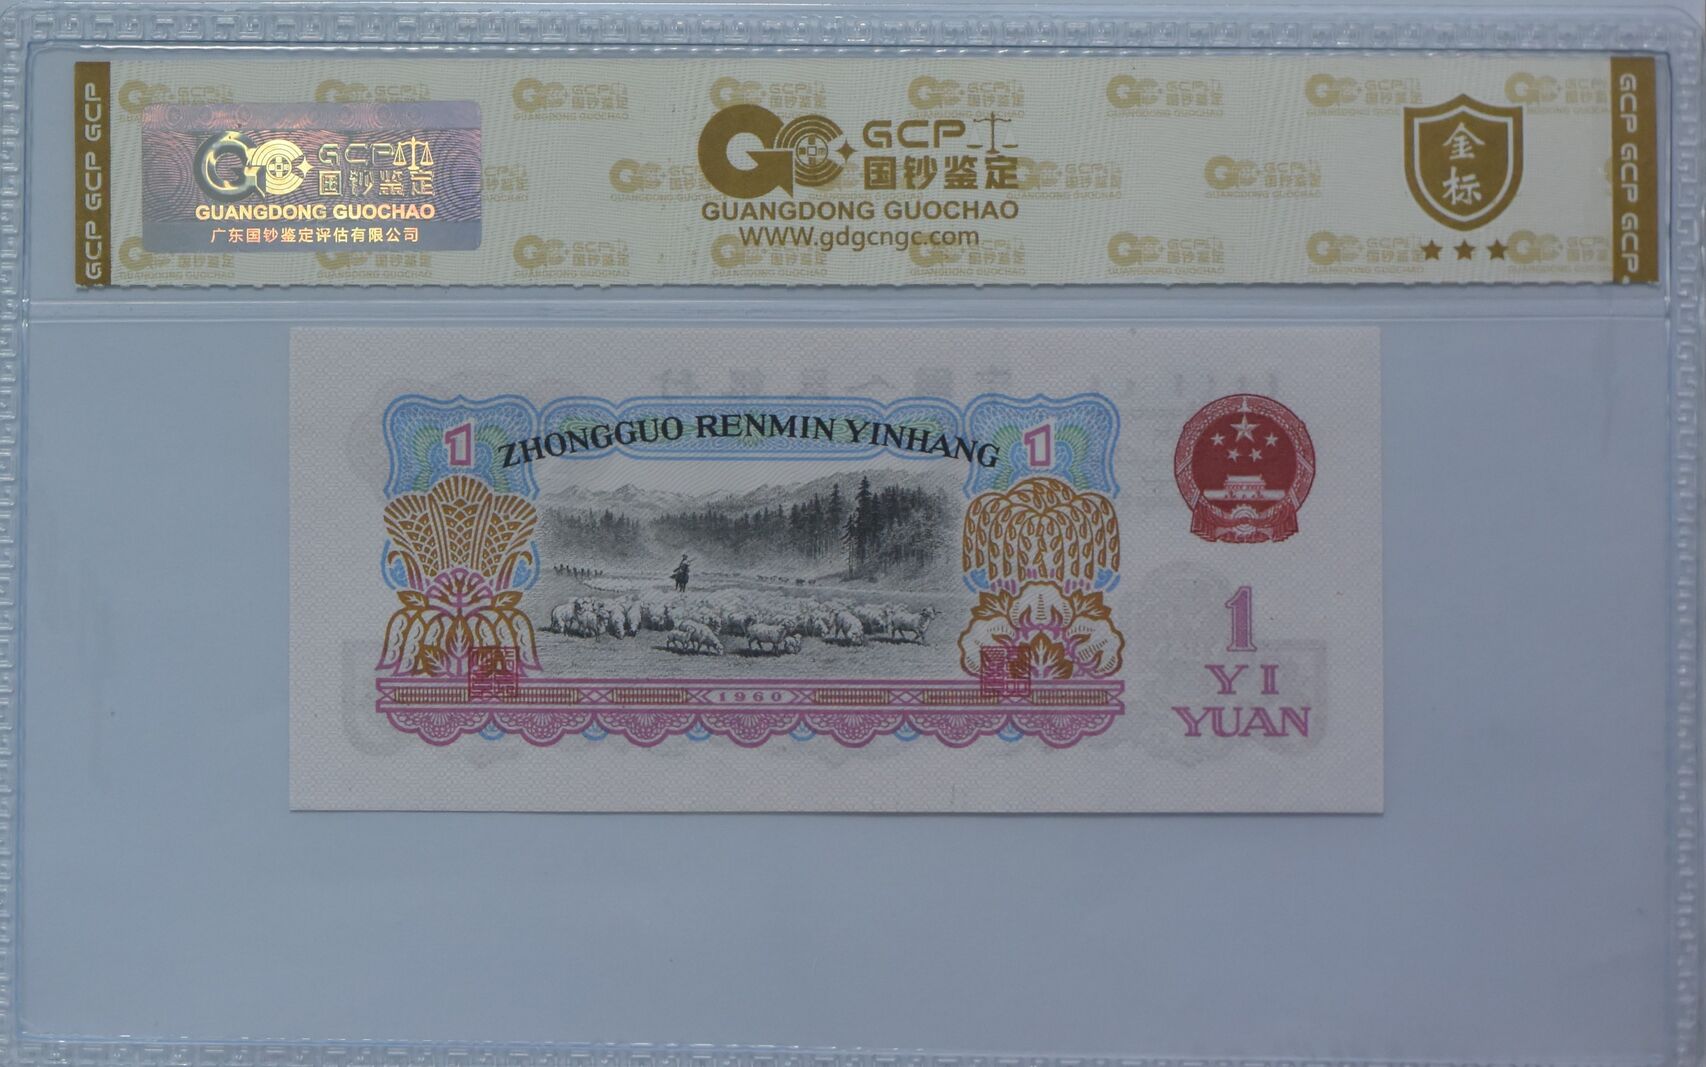 GCP GCP GCP
GCP
国钞鉴定
GUANGDONG GUOCHAO
广东国钞鉴定评估有限公司
GCP
国钞鉴定
GUANGDONG GUOCHAO
WWW.gdgcngc.com
金标
GCP GCP GCP
ZHONGGUO RENMIN YINHANG
1
1
1960
1
YI
YUAN